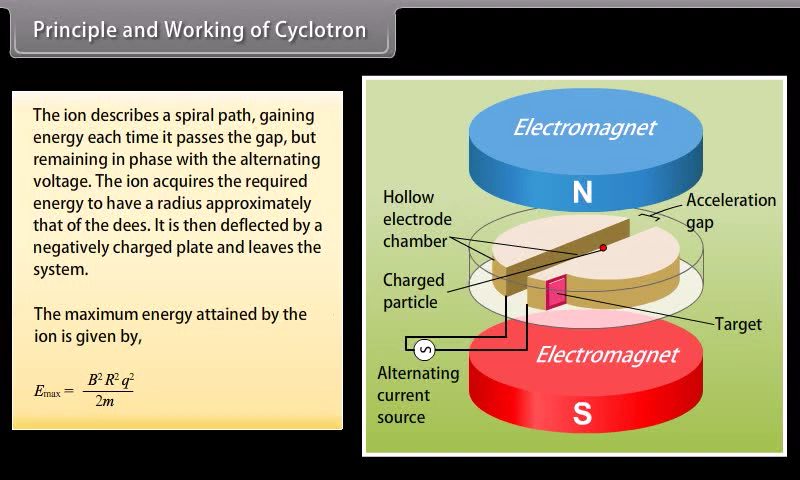 Principle and Working of Cyclotron
The ion describes a spiral path, gaining
energy each time it passes the gap, but
remaining in phase with the alternating
voltage. The ion acquires the required
energy to have a radius approximately
that of the dees. It is then deflected by a
negatively charged plate and leaves the
system.
The maximum energy attained by the
ion is given by,
Emax = B² R² q² / 2m
Electromagnet
N
Hollow
electrode
chamber
Acceleration
gap
Charged
particle
Target
Electromagnet
Alternating
current
source
S